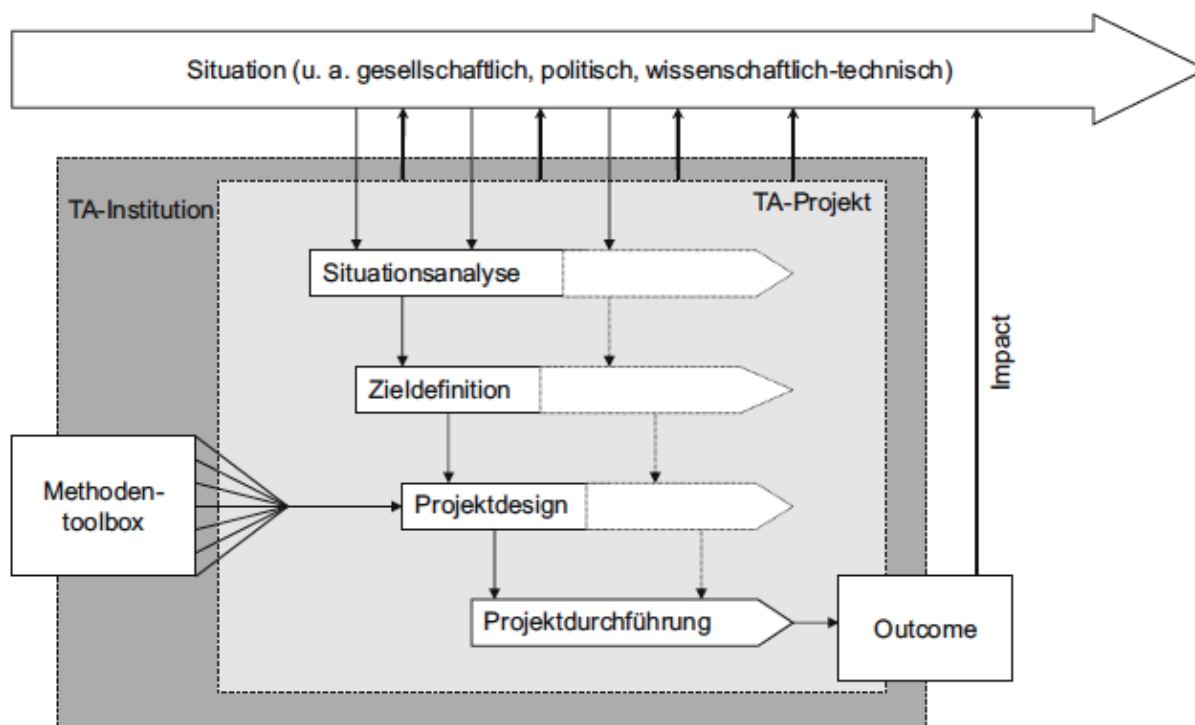 Situation (u. a. gesellschaftlich, politisch, wissenschaftlich-technisch)
TA-Institution
TA-Projekt
Situationsanalyse
Zieldefinition
Impact
Methoden-
toolbox
Projektdesign
Projektdurchführung
Outcome